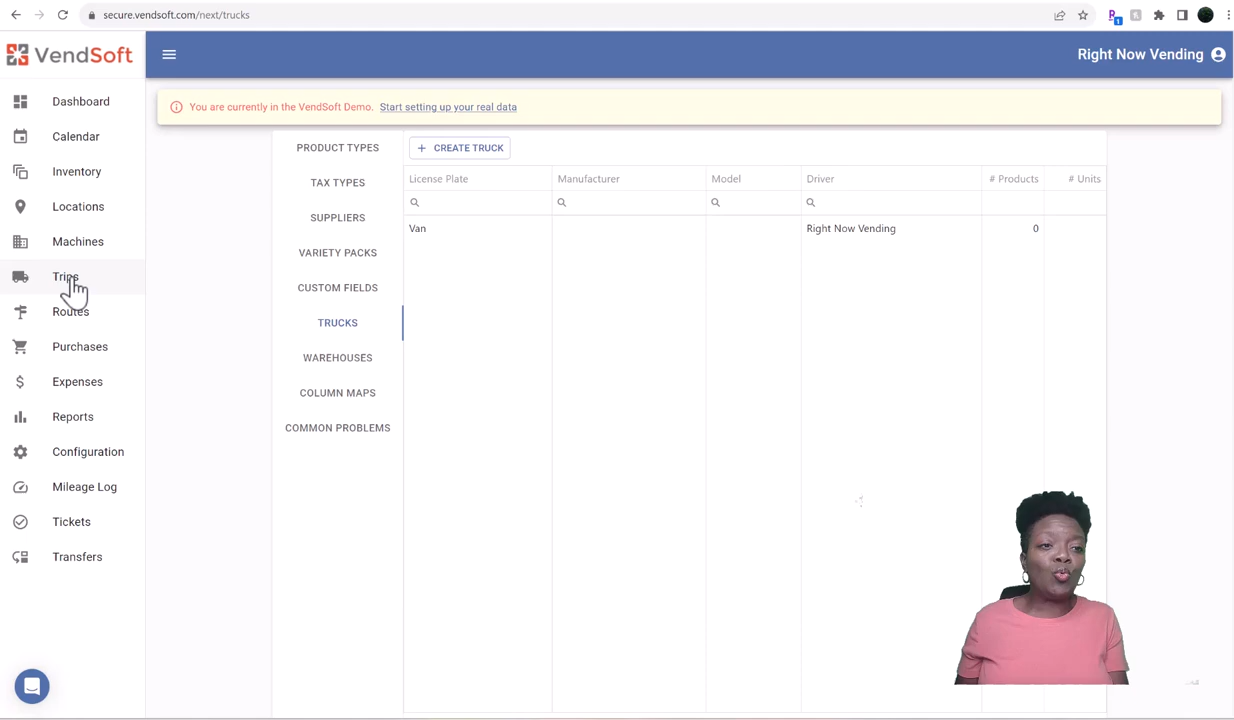 secure.vendsoft.com/next/trucks
1
VendSoft
Right Now Vending
Dashboard
Calendar
Inventory
Locations
Machines
Trips
Routes
Purchases
Expenses
Reports
Configuration
Mileage Log
Tickets
Transfers
You are currently in the VendSoft Demo. Start setting up your real data
PRODUCT TYPES
TAX TYPES
SUPPLIERS
VARIETY PACKS
CUSTOM FIELDS
TRUCKS
WAREHOUSES
COLUMN MAPS
COMMON PROBLEMS
+ CREATE TRUCK
License Plate Manufacturer Model Driver # Products # Units
Van Right Now Vending 0